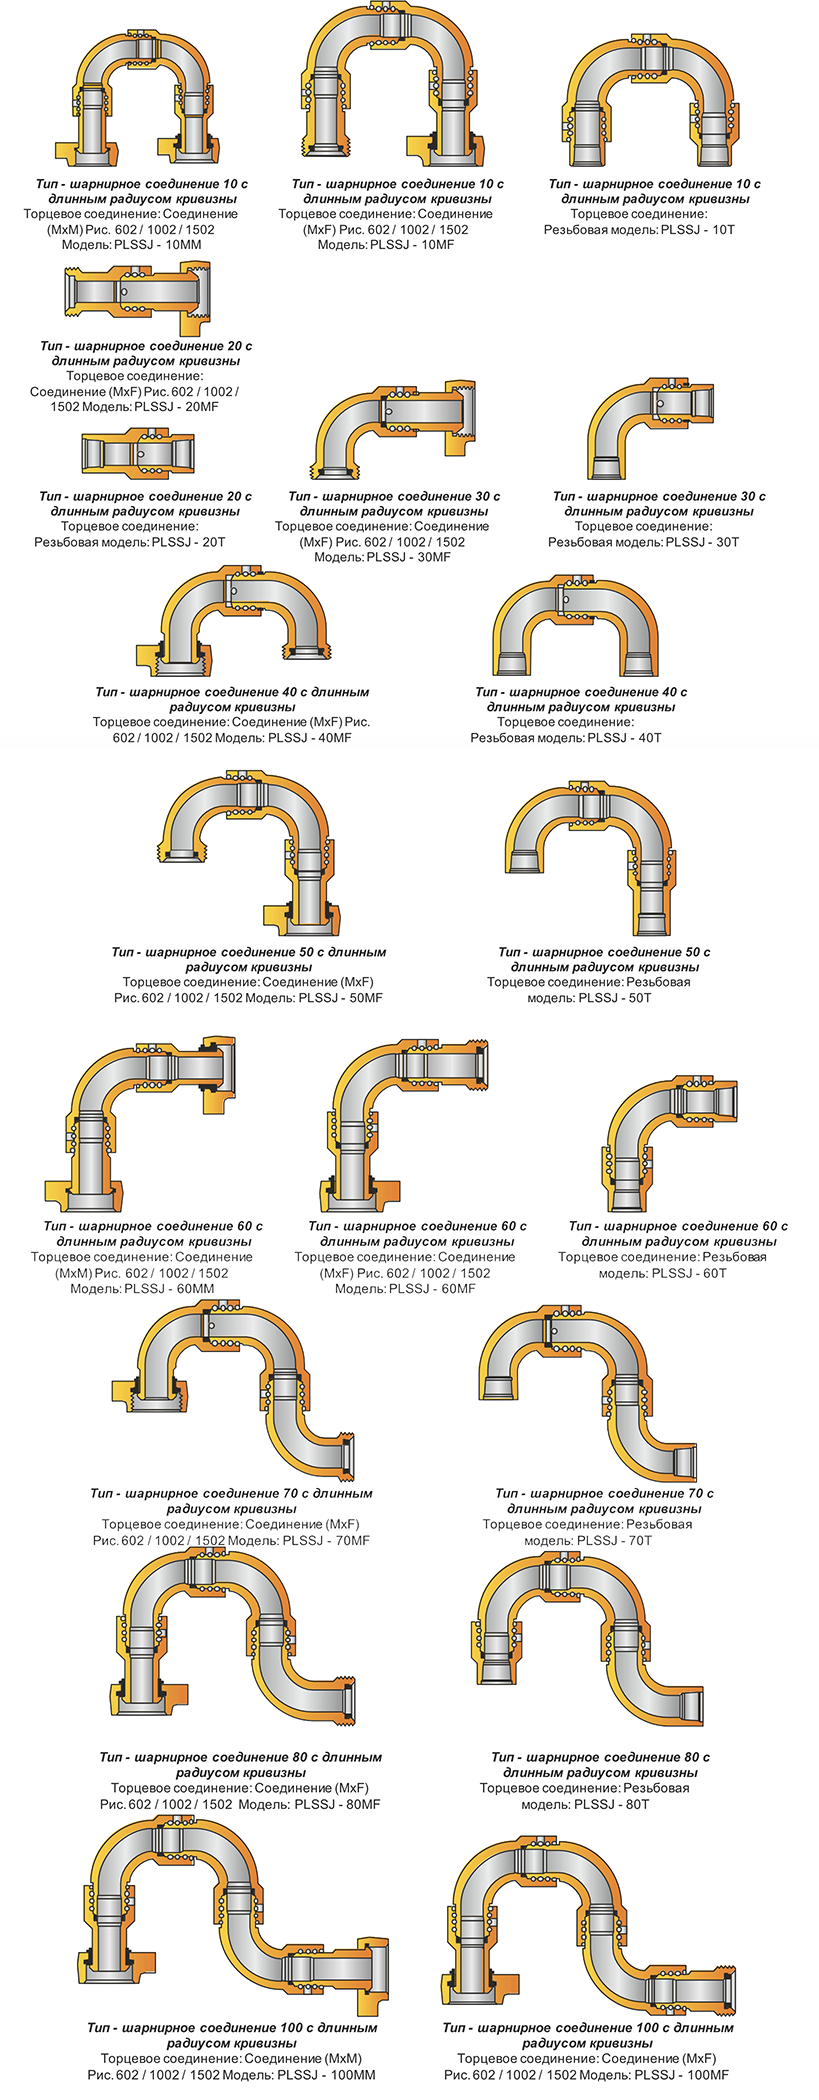 Тип - шарнирное соединение 10 с
длинным радиусом кривизны
Торцевое соединение: Соединение
(МхМ) Рис. 602 / 1002 / 1502
Модель: PLSSJ - 10MM
Тип - шарнирное соединение 10 с
длинным радиусом кривизны
Торцевое соединение: Соединение
(МхF) Рис. 602 / 1002 / 1502
Модель: PLSSJ - 10MF
Тип - шарнирное соединение 10 с
длинным радиусом кривизны
Торцевое соединение:
Резьбовая модель: PLSSJ - 10T
Тип - шарнирное соединение 20 с
длинным радиусом кривизны
Торцевое соединение:
Соединение (МхF) Рис. 602 / 1002 /
1502 Модель: PLSSJ - 20MF
Тип - шарнирное соединение 20 с
длинным радиусом кривизны
Торцевое соединение:
Резьбовая модель: PLSSJ - 20T
Тип - шарнирное соединение 30 с
длинным радиусом кривизны
Торцевое соединение: Соединение
(МхF) Рис. 602 / 1002 / 1502
Модель: PLSSJ - 30MF
Тип - шарнирное соединение 30 с
длинным радиусом кривизны
Торцевое соединение:
Резьбовая модель: PLSSJ - 30T
Тип - шарнирное соединение 40 с длинным
радиусом кривизны
Торцевое соединение: Соединение (МхF) Рис.
602 / 1002 / 1502 Модель: PLSSJ - 40MF
Тип - шарнирное соединение 40 с
длинным радиусом кривизны
Торцевое соединение:
Резьбовая модель: PLSSJ - 40T
Тип - шарнирное соединение 50 с длинным
радиусом кривизны
Торцевое соединение: Соединение (МхF)
Рис. 602 / 1002 / 1502 Модель: PLSSJ - 50MF
Тип - шарнирное соединение 50 с
длинным радиусом кривизны
Торцевое соединение: Резьбовая
модель: PLSSJ - 50T
Тип - шарнирное соединение 60 с
длинным радиусом кривизны
Торцевое соединение: Соединение
(МхМ) Рис. 602 / 1002 / 1502
Модель: PLSSJ - 60MM
Тип - шарнирное соединение 60 с
длинным радиусом кривизны
Торцевое соединение: Соединение
(МхF) Рис. 602 / 1002 / 1502
Модель: PLSSJ - 60MF
Тип - шарнирное соединение 60 с
длинным радиусом кривизны
Торцевое соединение: Резьбовая
модель: PLSSJ - 60T
Тип - шарнирное соединение 70 с длинным
радиусом кривизны
Торцевое соединение: Соединение (МхF)
Рис. 602 / 1002 / 1502 Модель: PLSSJ - 70MF
Тип - шарнирное соединение 70 с
длинным радиусом кривизны
Торцевое соединение: Резьбовая
модель: PLSSJ - 70T
Тип - шарнирное соединение 80 с длинным
радиусом кривизны
Торцевое соединение: Соединение (МхF)
Рис. 602 / 1002 / 1502 Модель: PLSSJ - 80MF
Тип - шарнирное соединение 80 с
длинным радиусом кривизны
Торцевое соединение: Резьбовая
модель: PLSSJ - 80T
Тип - шарнирное соединение 100 с длинным
радиусом кривизны
Торцевое соединение: Соединение (МхМ)
Рис. 602 / 1002 / 1502 Модель: PLSSJ - 100MM
Тип - шарнирное соединение 100 с длинным
радиусом кривизны
Торцевое соединение: Соединение (МхF)
Рис. 602 / 1002 / 1502 Модель: PLSSJ - 100MF